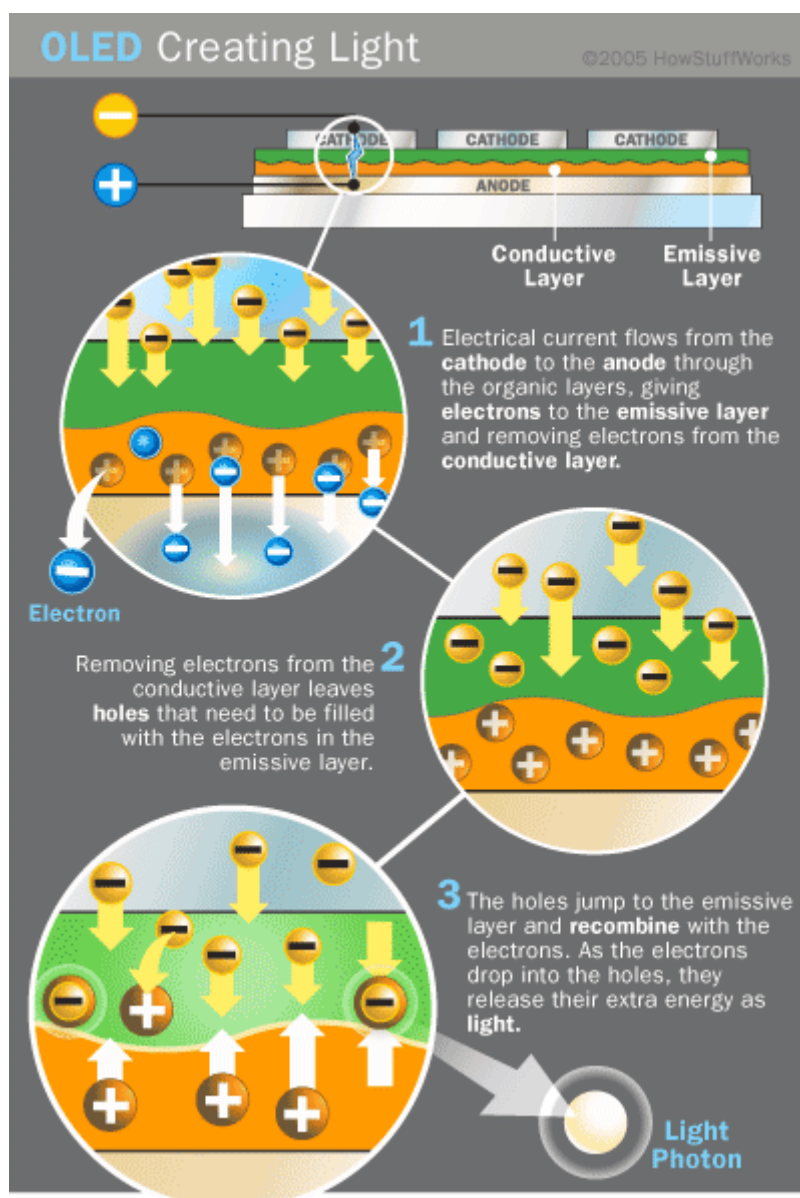 OLED Creating Light
©2005 HowStuffWorks
CATHODE CATHODE CATHODE
ANODE
Conductive
Layer
Emissive
Layer
1 Electrical current flows from the
cathode to the anode through
the organic layers, giving
electrons to the emissive layer
and removing electrons from the
conductive layer.
Electron
Removing electrons from the 2
conductive layer leaves
holes that need to be filled
with the electrons in the
emissive layer.
3 The holes jump to the emissive
layer and recombine with the
electrons. As the electrons
drop into the holes, they
release their extra energy as
light.
Light
Photon